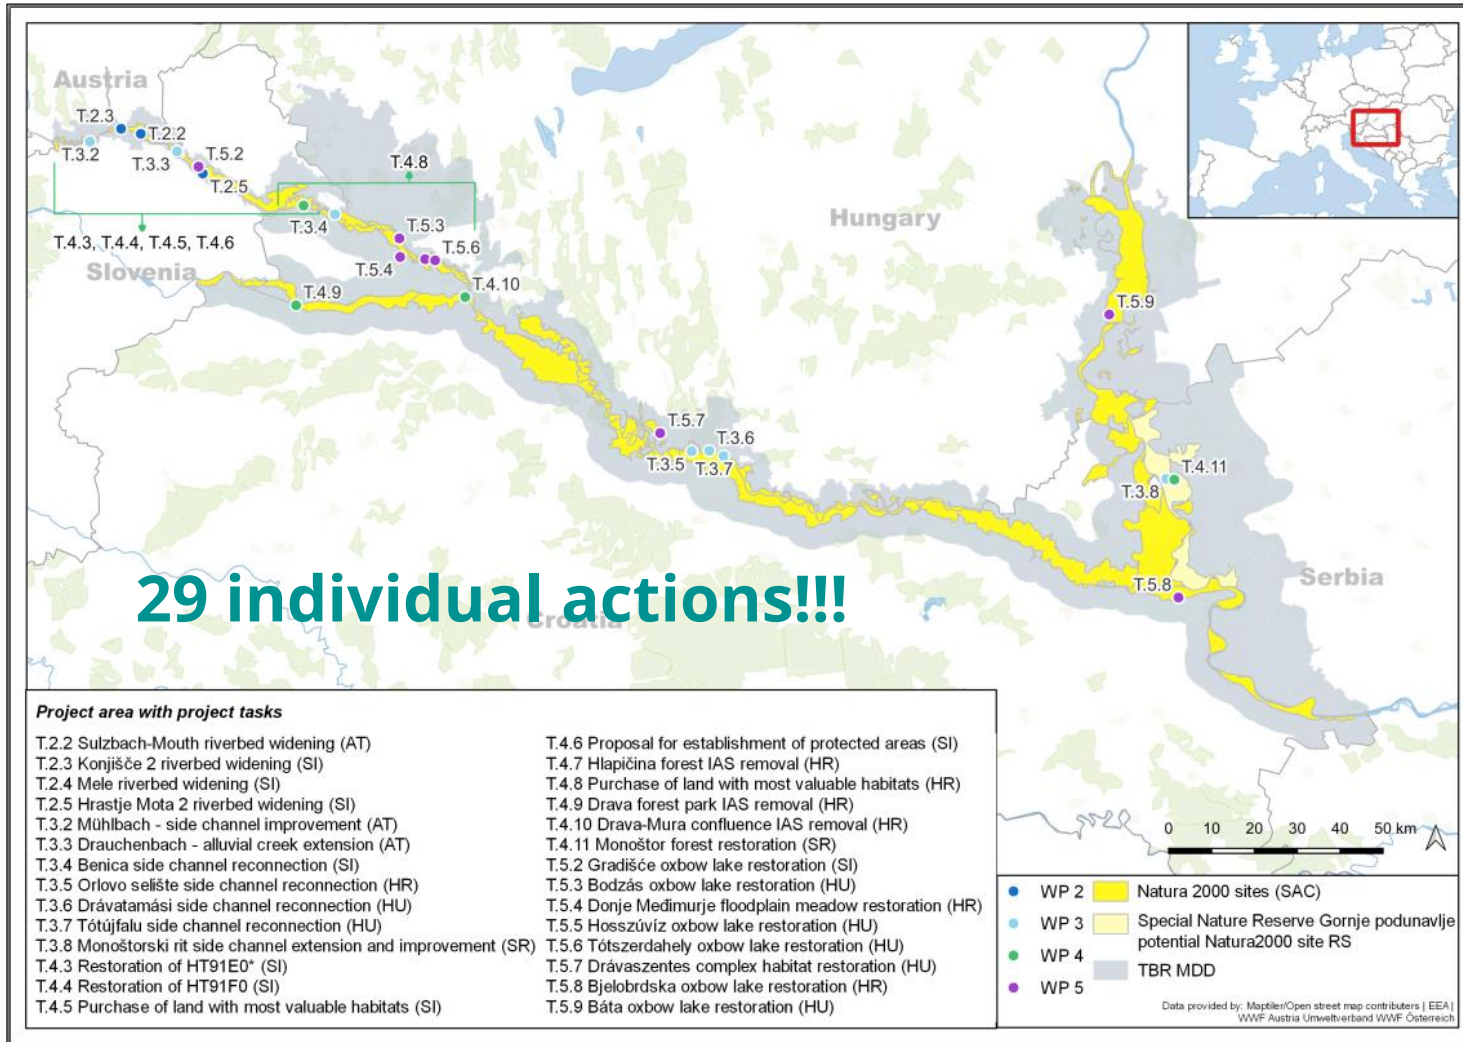 Austria
T.2.3
T.2.2
T.3.2
T.3.3
T.5.2
T.2.5
T.4.8
T.3.4
T.5.3
T.5.6
T.5.4
T.4.3, T.4.4, T.4.5, T.4.6
Slovenia
T.4.9
T.4.10
Hungary
T.5.9
T.5.7
T.3.6
T.3.5
T.3.7
T.4.11
T.3.8
T.5.8
Serbia
29 individual actions!!!
Croatia
Project area with project tasks
T.2.2 Sulzbach-Mouth riverbed widening (AT)
T.2.3 Konjišče 2 riverbed widening (SI)
T.2.4 Mele riverbed widening (SI)
T.2.5 Hrastje Mota 2 riverbed widening (SI)
T.3.2 Mühlbach - side channel improvement (AT)
T.3.3 Drauchenbach - alluvial creek extension (AT)
T.3.4 Benica side channel reconnection (SI)
T.3.5 Orlovo selište side channel reconnection (HR)
T.3.6 Drávatamási side channel reconnection (HU)
T.3.7 Tótújfalu side channel reconnection (HU)
T.3.8 Monoštorski rit side channel extension and improvement (SR)
T.4.3 Restoration of HT91E0* (SI)
T.4.4 Restoration of HT91F0 (SI)
T.4.5 Purchase of land with most valuable habitats (SI)
T.4.6 Proposal for establishment of protected areas (SI)
T.4.7 Hlapičina forest IAS removal (HR)
T.4.8 Purchase of land with most valuable habitats (HR)
T.4.9 Drava forest park IAS removal (HR)
T.4.10 Drava-Mura confluence IAS removal (HR)
T.4.11 Monoštor forest restoration (SR)
T.5.2 Gradišće oxbow lake restoration (SI)
T.5.3 Bodzás oxbow lake restoration (HU)
T.5.4 Donje Međimurje floodplain meadow restoration (HR)
T.5.5 Hosszúvíz oxbow lake restoration (HU)
T.5.6 Tótszerdahely oxbow lake restoration (HU)
T.5.7 Drávaszentes complex habitat restoration (HU)
T.5.8 Bjelobrdska oxbow lake restoration (HR)
T.5.9 Báta oxbow lake restoration (HU)
0 10 20 30 40 50 km
WP 2
WP 3
WP 4
WP 5
Natura 2000 sites (SAC)
Special Nature Reserve Gornje podunavlje
potential Natura2000 site RS
TBR MDD
Data provided by: Maptiler/Open street map contributers | EEA |
WWF Austria Umweltverband WWF Österreich